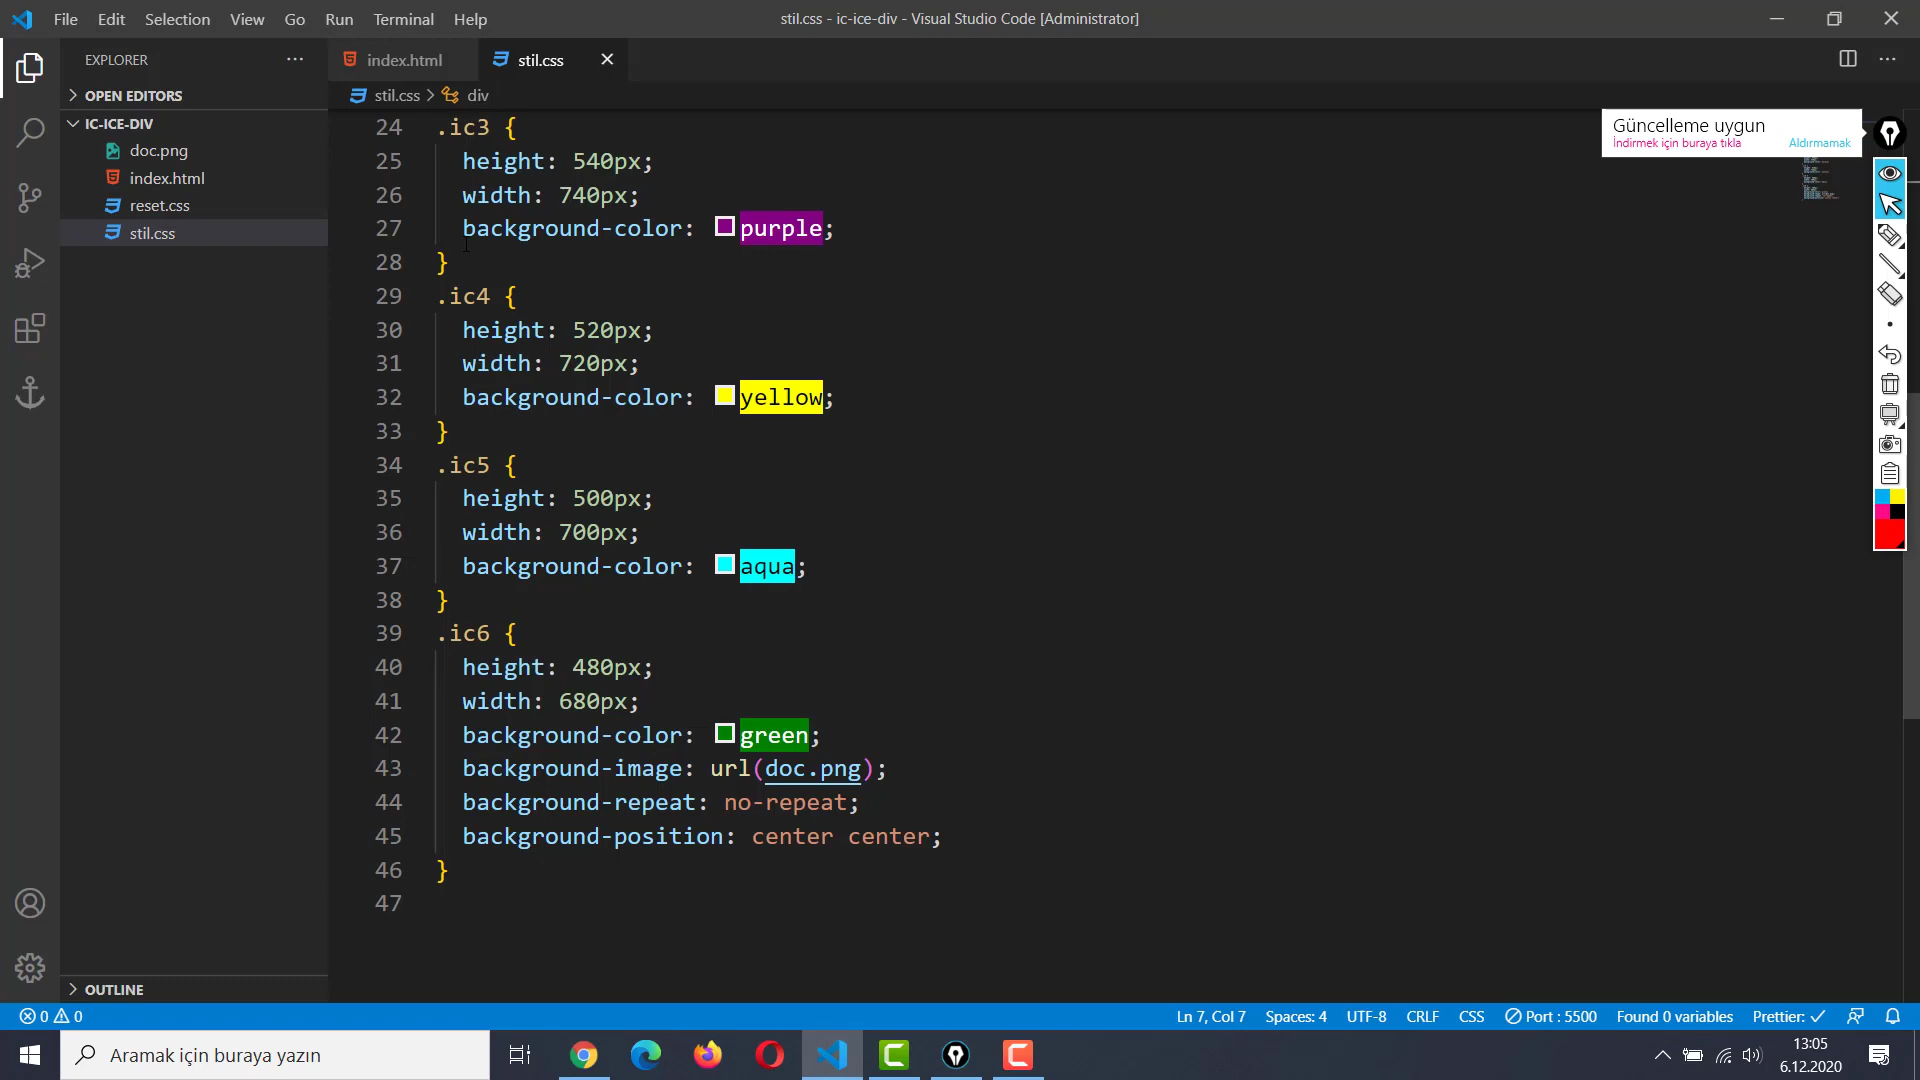 File Edit Selection View Go Run Terminal Help
stil.css - ic-ice-div - Visual Studio Code [Administrator]
EXPLORER
OPEN EDITORS
IC-ICE-DIV
doc.png
index.html
reset.css
stil.css
OUTLINE
index.html
stil.css
stil.css > div
24 .ic3 {
25 height: 540px;
26 width: 740px;
27 background-color: purple;
28 }
29 .ic4 {
30 height: 520px;
31 width: 720px;
32 background-color: yellow;
33 }
34 .ic5 {
35 height: 500px;
36 width: 700px;
37 background-color: aqua;
38 }
39 .ic6 {
40 height: 480px;
41 width: 680px;
42 background-color: green;
43 background-image: url(doc.png);
44 background-repeat: no-repeat;
45 background-position: center center;
46 }
47
Güncelleme uygun
İndirmek için buraya tıkla Aldırmamak
0 0 Ln 7, Col 7 Spaces: 4 UTF-8 CRLF CSS Port : 5500 Found 0 variables Prettier:
Aramak için buraya yazın
13:05
6.12.2020